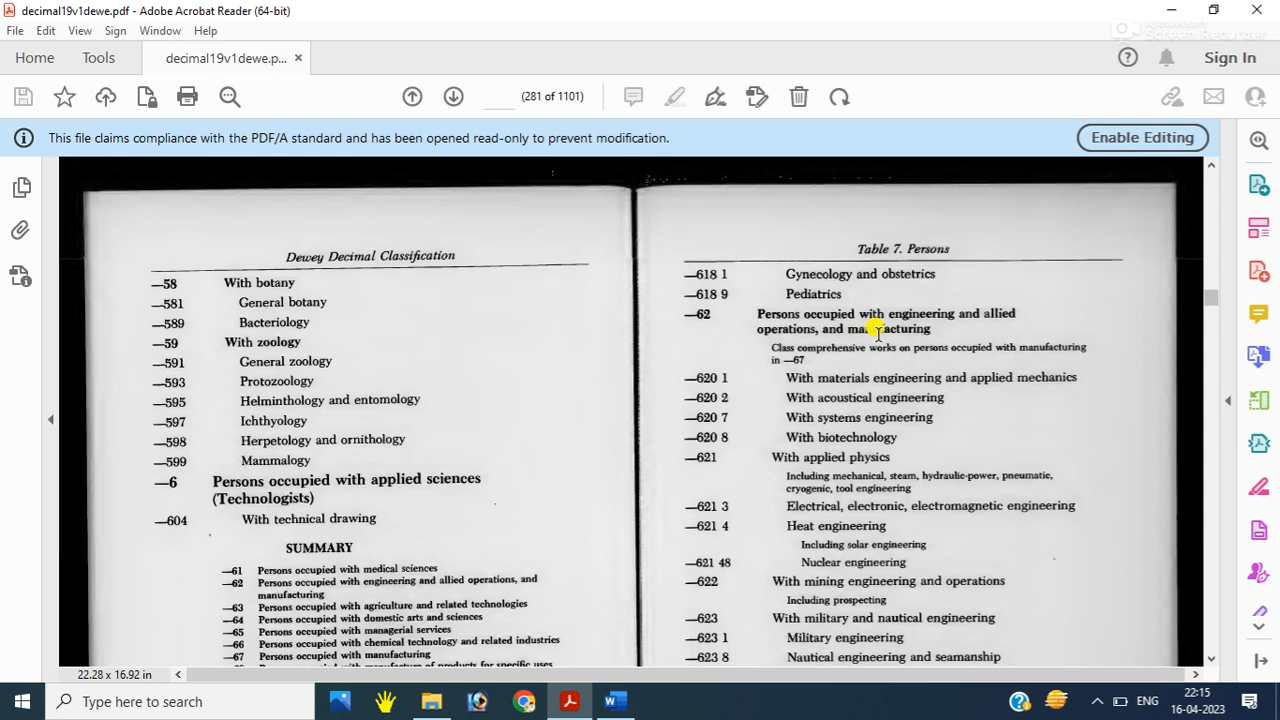 decimal19v1dewe.pdf - Adobe Acrobat Reader (64-bit)
File Edit View Sign Window Help
Home Tools decimal19v1dewe.p... Sign In
(281 of 1101)
This file claims compliance with the PDF/A standard and has been opened read-only to prevent modification. Enable Editing
Dewey Decimal Classification
—58 With botany
—581 General botany
—589 Bacteriology
—59 With zoology
—591 General zoology
—593 Protozoology
—595 Helminthology and entomology
—597 Ichthyology
—598 Herpetology and ornithology
—599 Mammalogy
—6 Persons occupied with applied sciences
(Technologists)
—604 With technical drawing
SUMMARY
—61 Persons occupied with medical sciences
—62 Persons occupied with engineering and allied operations, and
manufacturing
—63 Persons occupied with agriculture and related technologies
—64 Persons occupied with domestic arts and sciences
—65 Persons occupied with managerial services
—66 Persons occupied with chemical technology and related industries
—67 Persons occupied with manufacturing
Persons occupied with manufacture of products for specific uses
Table 7. Persons
—618 1 Gynecology and obstetrics
—618 9 Pediatrics
—62 Persons occupied with engineering and allied
operations, and manufacturing
Class comprehensive works on persons occupied with manufacturing
in —67
—620 1 With materials engineering and applied mechanics
—620 2 With acoustical engineering
—620 7 With systems engineering
—620 8 With biotechnology
—621 With applied physics
Including mechanical, steam, hydraulic-power, pneumatic,
cryogenic, tool engineering
—621 3 Electrical, electronic, electromagnetic engineering
—621 4 Heat engineering
Including solar engineering
—621 48 Nuclear engineering
—622 With mining engineering and operations
Including prospecting
—623 With military and nautical engineering
—623 1 Military engineering
—623 8 Nautical engineering and seamanship
22.28 x 16.92 in
Type here to search
ENG
22:15
16-04-2023
Screen Recorder